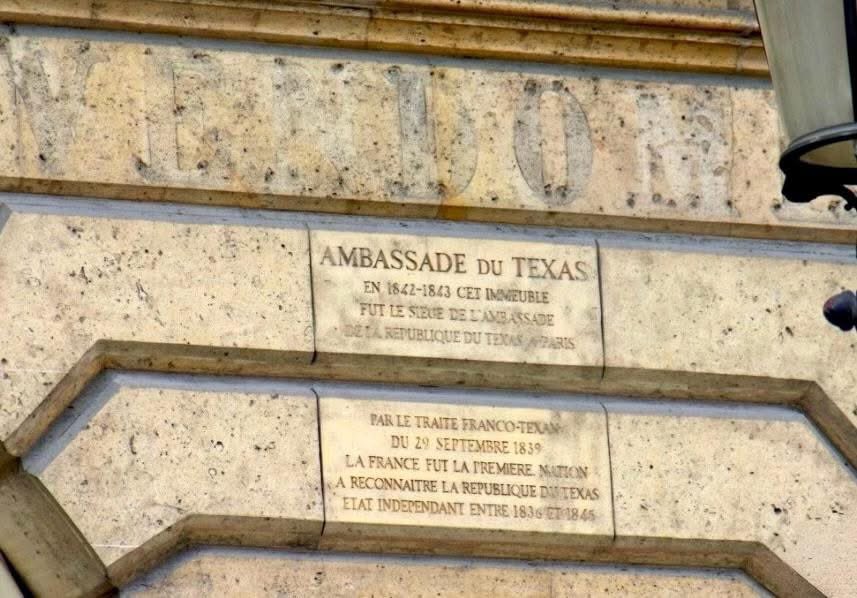 VENDOM
AMBASSADE DU TEXAS
EN 1842-1843 CET IMMEUBLE
FUT LE SIEGE DE L'AMBASSADE
DE LA REPUBLIQUE DU TEXAS A PARIS
PAR LE TRAITE FRANCO-TEXAN
DU 29 SEPTEMBRE 1839
LA FRANCE FUT LA PREMIERE NATION
A RECONNAITRE LA REPUBLIQUE DU TEXAS
ETAT INDEPENDANT ENTRE 1836 ET 1845